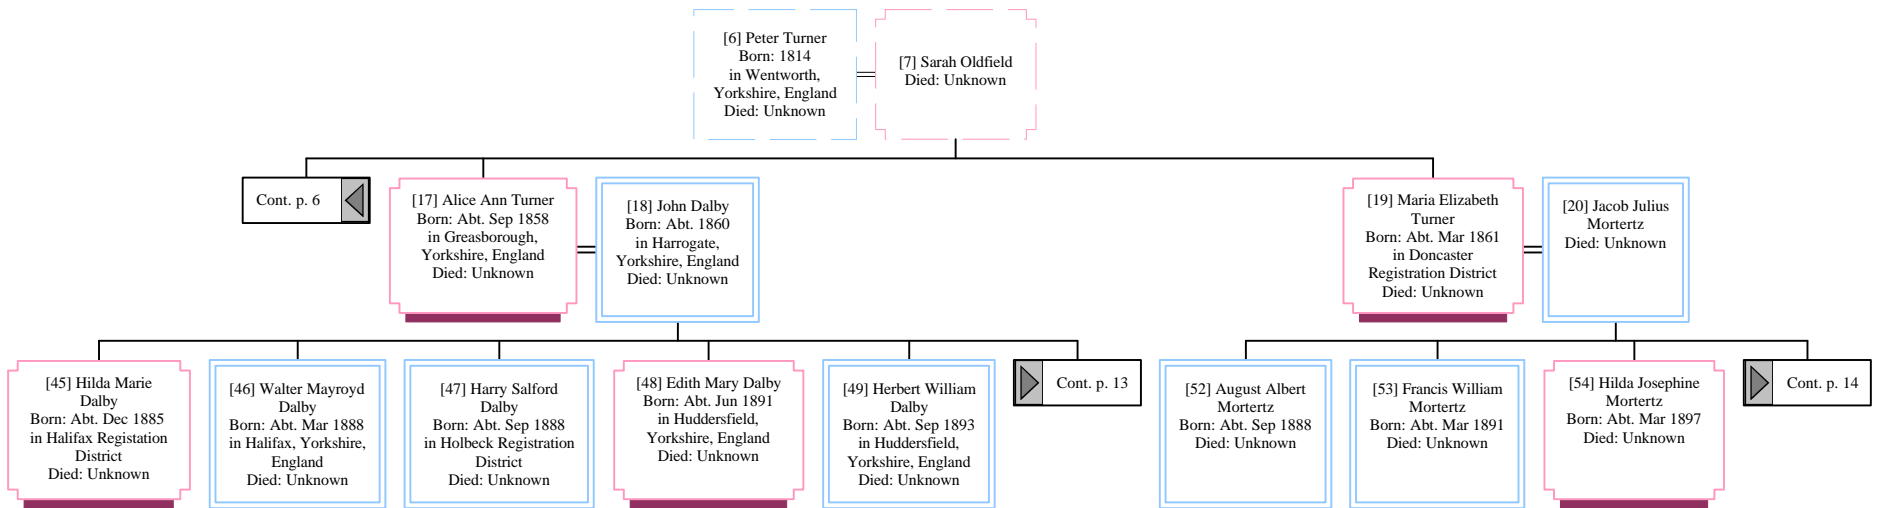 [6] Peter Turner
Born: 1814
in Wentworth,
Yorkshire, England
Died: Unknown
[7] Sarah Oldfield
Died: Unknown
Cont. p. 6
[17] Alice Ann Turner
Born: Abt. Sep 1858
in Greasborough,
Yorkshire, England
Died: Unknown
[18] John Dalby
Born: Abt. 1860
in Harrogate,
Yorkshire, England
Died: Unknown
[19] Maria Elizabeth
Turner
Born: Abt. Mar 1861
in Doncaster
Registration District
Died: Unknown
[20] Jacob Julius
Mortertz
Died: Unknown
[45] Hilda Marie
Dalby
Born: Abt. Dec 1885
in Halifax Registation
District
Died: Unknown
[46] Walter Mayroyd
Dalby
Born: Abt. Mar 1888
in Halifax, Yorkshire,
England
Died: Unknown
[47] Harry Salford
Dalby
Born: Abt. Sep 1888
in Holbeck Registration
District
Died: Unknown
[48] Edith Mary Dalby
Born: Abt. Jun 1891
in Huddersfield,
Yorkshire, England
Died: Unknown
[49] Herbert William
Dalby
Born: Abt. Sep 1893
in Huddersfield,
Yorkshire, England
Died: Unknown
Cont. p. 13
[52] August Albert
Mortertz
Born: Abt. Sep 1888
Died: Unknown
[53] Francis William
Mortertz
Born: Abt. Mar 1891
Died: Unknown
[54] Hilda Josephine
Mortertz
Born: Abt. Mar 1897
Died: Unknown
Cont. p. 14